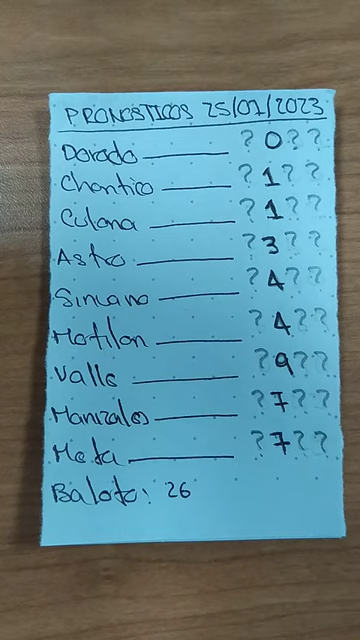 PRONOSTICOS 25/01/2023
Dorado ? 0 ? ?
Chontico ? 1 ? ?
Culona ? 1 ? ?
Astro ? 3 ? ?
Sinuano ? 4 ? ?
Motilon ? 4 ? ?
Valle ? 9 ? ?
Manizales ? 7 ? ?
Meta ? 7 ? ?
Baloto: 26